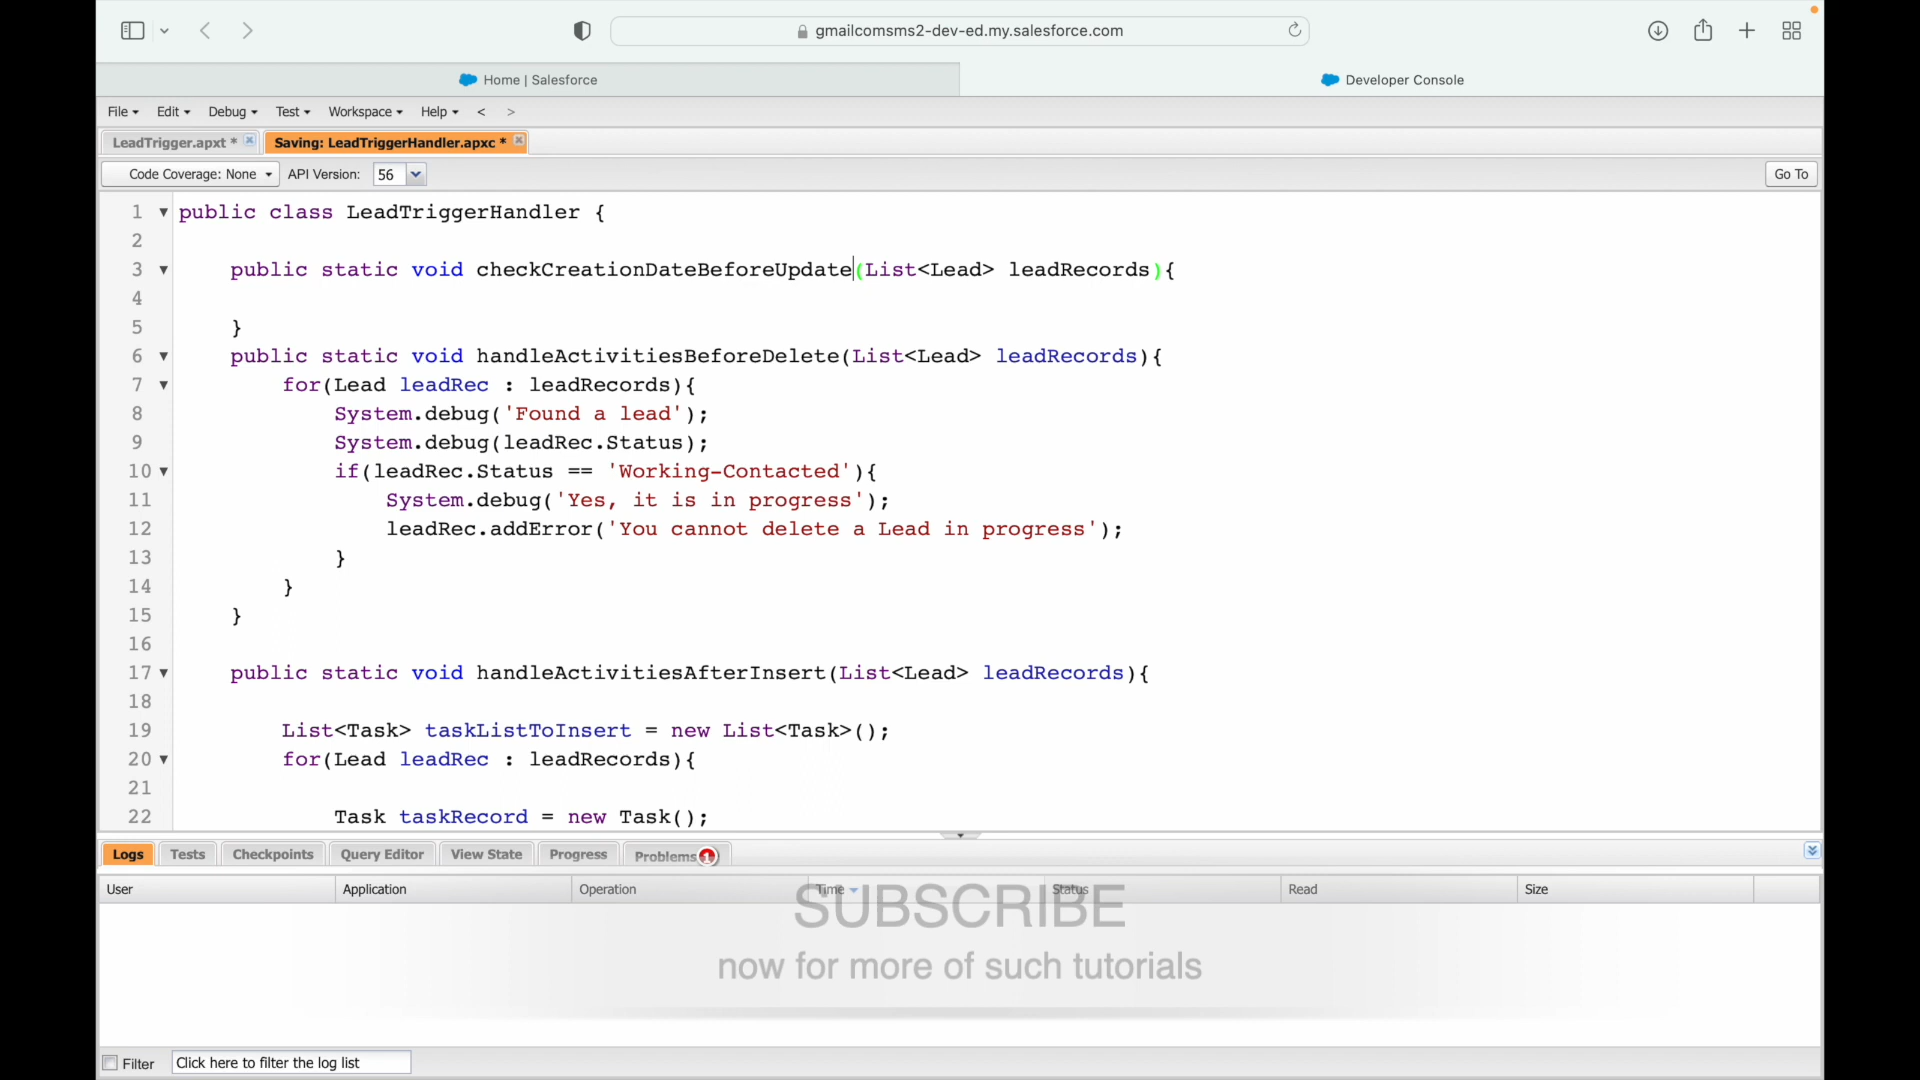 gmailcomsms2-dev-ed.my.salesforce.com
Home | Salesforce
Developer Console
File Edit Debug Test Workspace Help < >
LeadTrigger.apxt *
Saving: LeadTriggerHandler.apxc *
Code Coverage: None API Version: 56 Go To
1 public class LeadTriggerHandler {
2
3 public static void checkCreationDateBeforeUpdate(List<Lead> leadRecords){
4
5 }
6 public static void handleActivitiesBeforeDelete(List<Lead> leadRecords){
7 for(Lead leadRec : leadRecords){
8 System.debug('Found a lead');
9 System.debug(leadRec.Status);
10 if(leadRec.Status == 'Working-Contacted'){
11 System.debug('Yes, it is in progress');
12 leadRec.addError('You cannot delete a Lead in progress');
13 }
14 }
15 }
16
17 public static void handleActivitiesAfterInsert(List<Lead> leadRecords){
18
19 List<Task> taskListToInsert = new List<Task>();
20 for(Lead leadRec : leadRecords){
21
22 Task taskRecord = new Task();
Logs Tests Checkpoints Query Editor View State Progress Problems 1
User Application Operation Time Status Read Size
SUBSCRIBE
now for more of such tutorials
Filter Click here to filter the log list